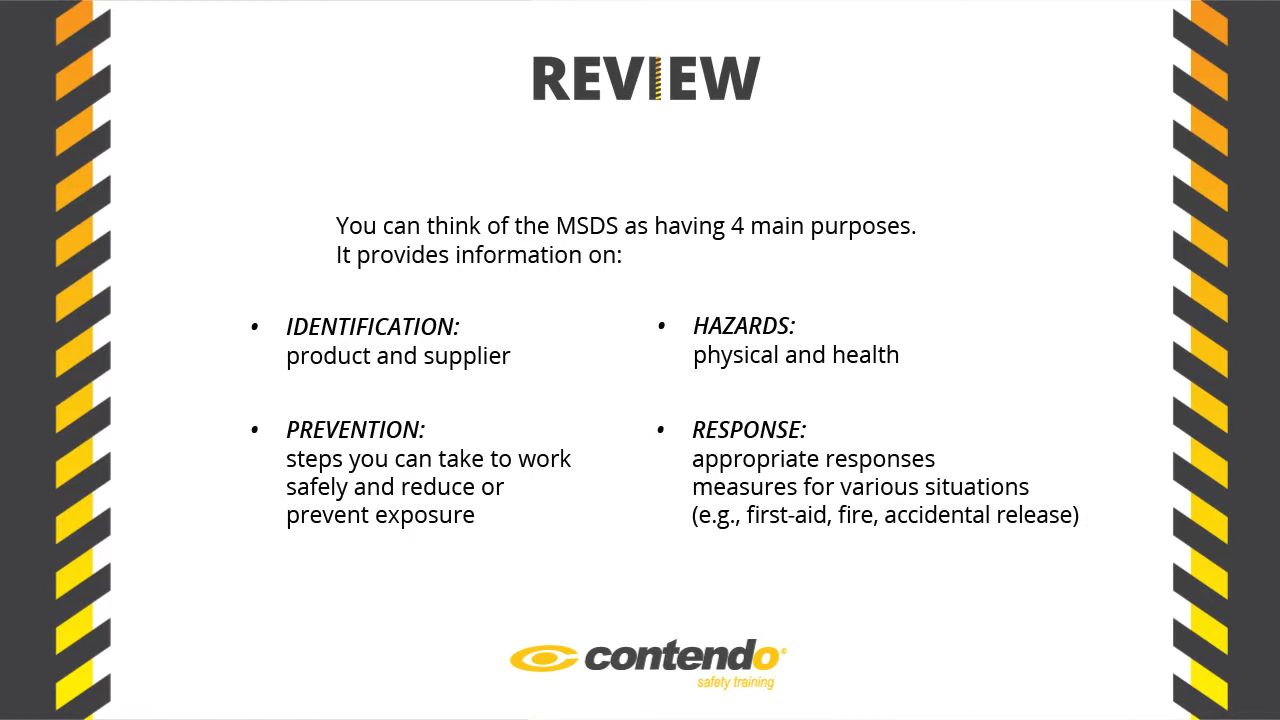 REVIEW
You can think of the MSDS as having 4 main purposes.
It provides information on:
• IDENTIFICATION:
product and supplier
• HAZARDS:
physical and health
• PREVENTION:
steps you can take to work
safely and reduce or
prevent exposure
• RESPONSE:
appropriate responses
measures for various situations
(e.g., first-aid, fire, accidental release)
contendo
safety training